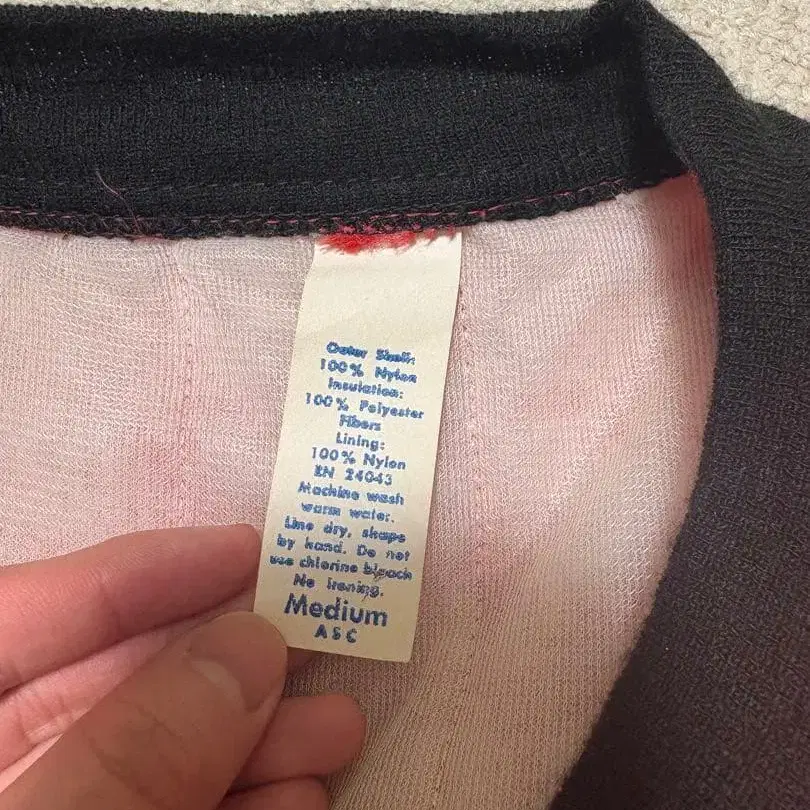 Outer Shell:
100% Nylon
Insulation:
100% Polyester
Fibers
Lining:
100% Nylon
RN 24043
Machine wash
warm water.
Line dry, shape
by hand. Do not
use chlorine bleach
No ironing.
Medium
ASC